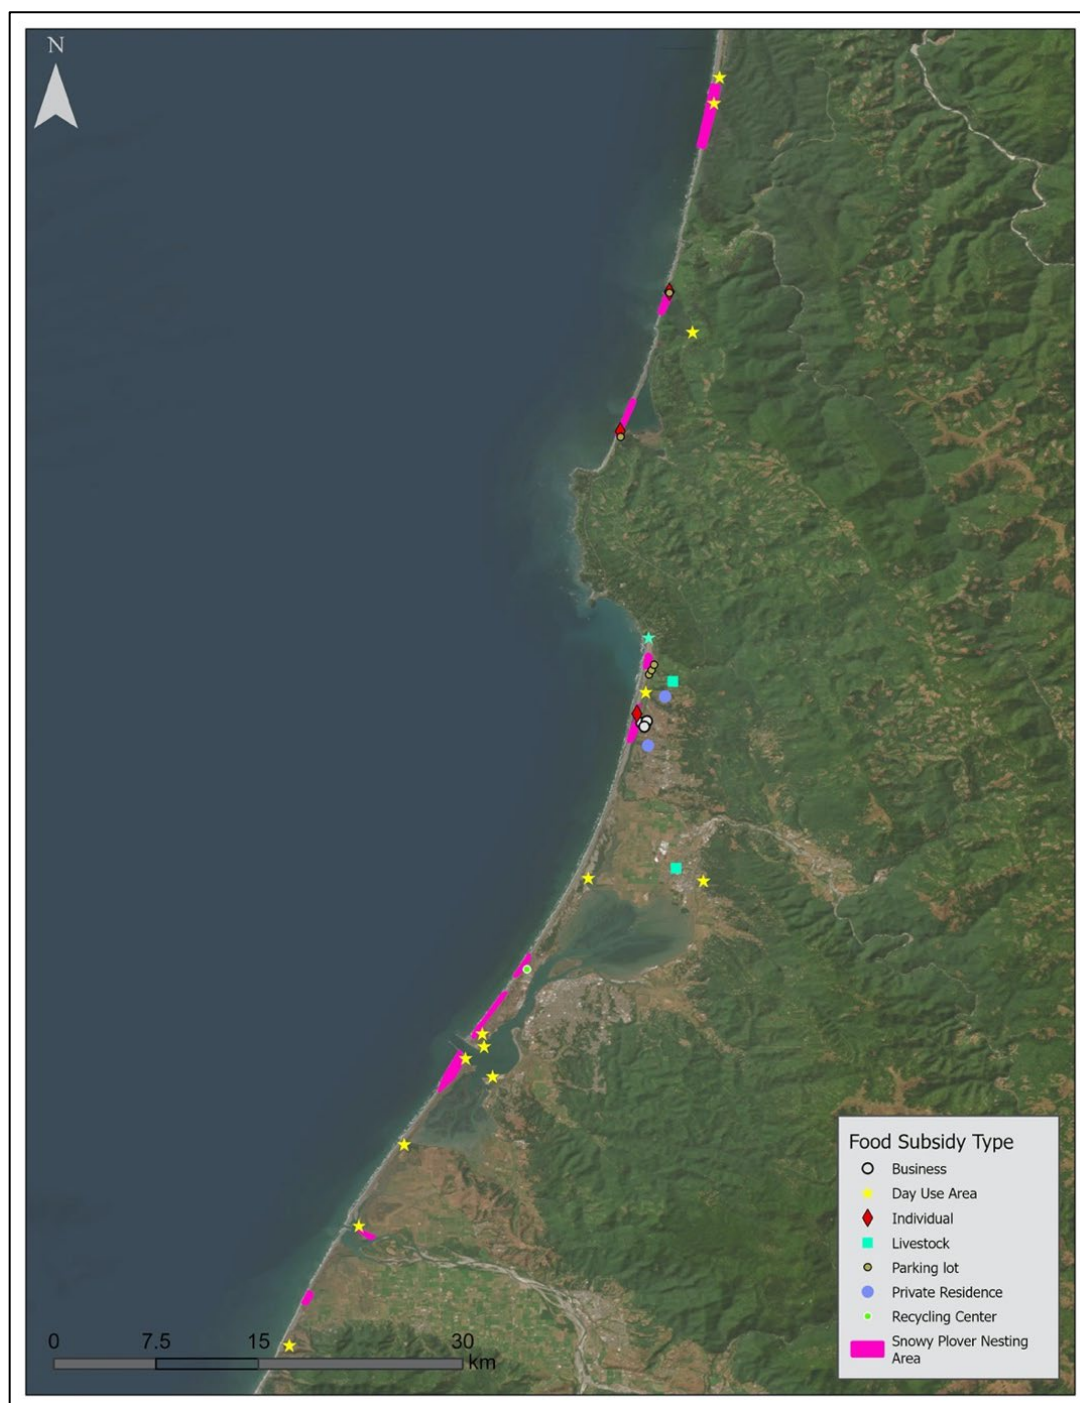 N
Food Subsidy Type
Business
Day Use Area
Individual
Livestock
Parking lot
Private Residence
Recycling Center
Snowy Plover Nesting
Area
0 7.5 15 30
km